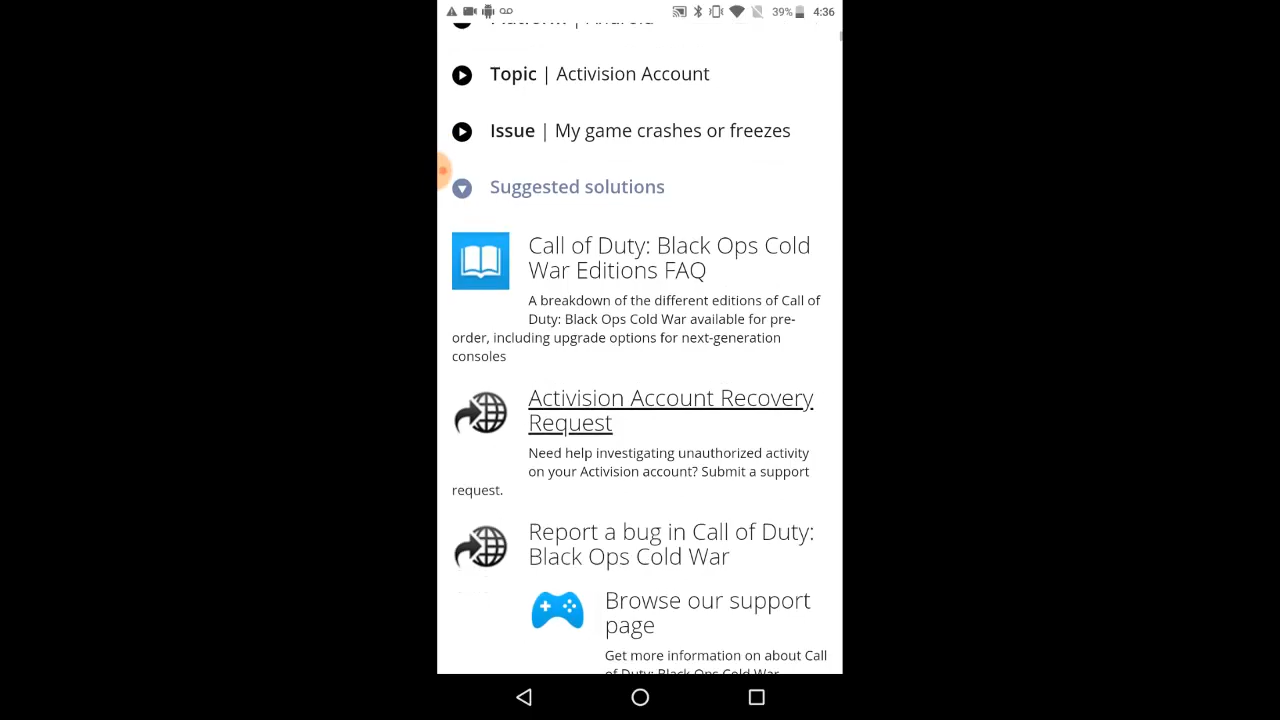 39% 4:36
Platform | Android
Topic | Activision Account
Issue | My game crashes or freezes
Suggested solutions
Call of Duty: Black Ops Cold
War Editions FAQ
A breakdown of the different editions of Call of
Duty: Black Ops Cold War available for pre-
order, including upgrade options for next-generation
consoles
Activision Account Recovery
Request
Need help investigating unauthorized activity
on your Activision account? Submit a support
request.
Report a bug in Call of Duty:
Black Ops Cold War
Browse our support
page
Get more information on about Call
of Duty: Black Ops Cold War